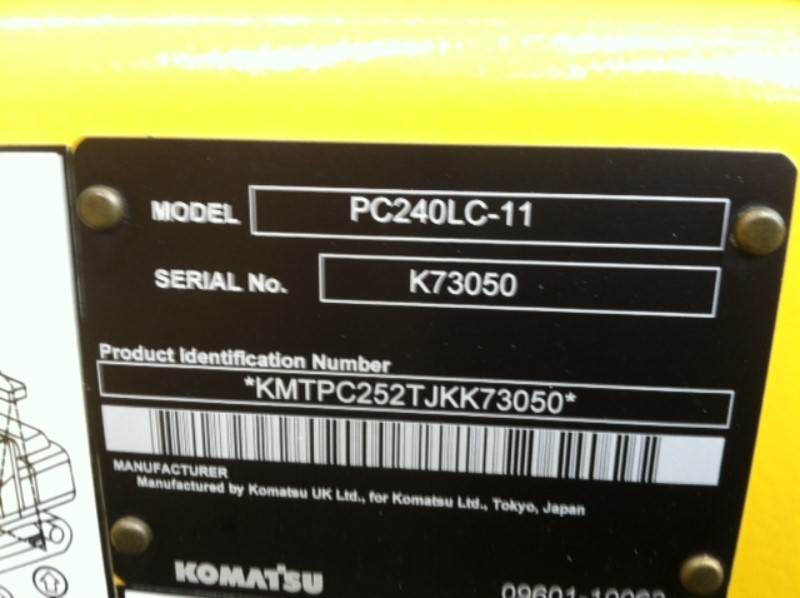 MODEL PC240LC-11
SERIAL No. K73050
Product Identification Number
*KMTPC252TJKK73050*
MANUFACTURER
Manufactured by Komatsu UK Ltd., for Komatsu Ltd., Tokyo, Japan
KOMATSU